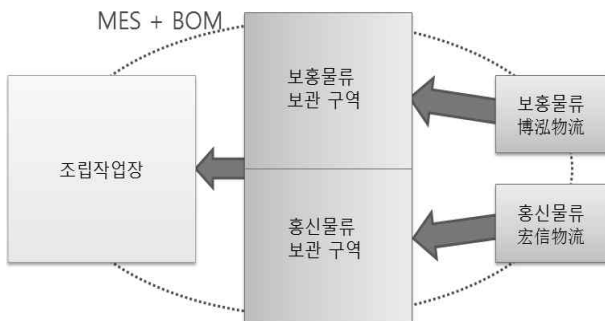 MES + BOM
보홍물류
보관 구역
보홍물류
博泓物流
조립작업장
홍신물류
보관 구역
홍신물류
宏信物流